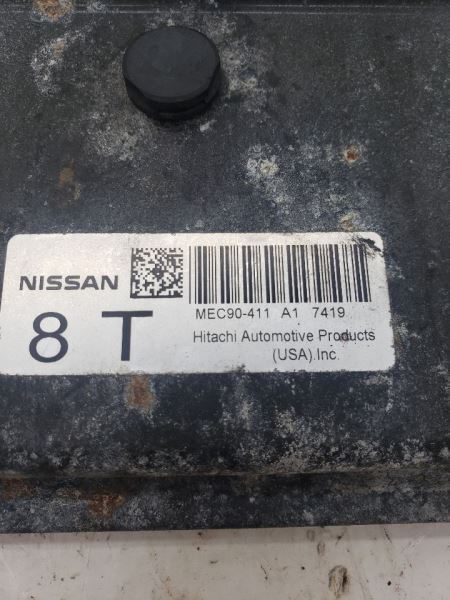 NISSAN
8 T
MEC90-411 A1 7419
Hitachi Automotive Products
(USA).Inc.